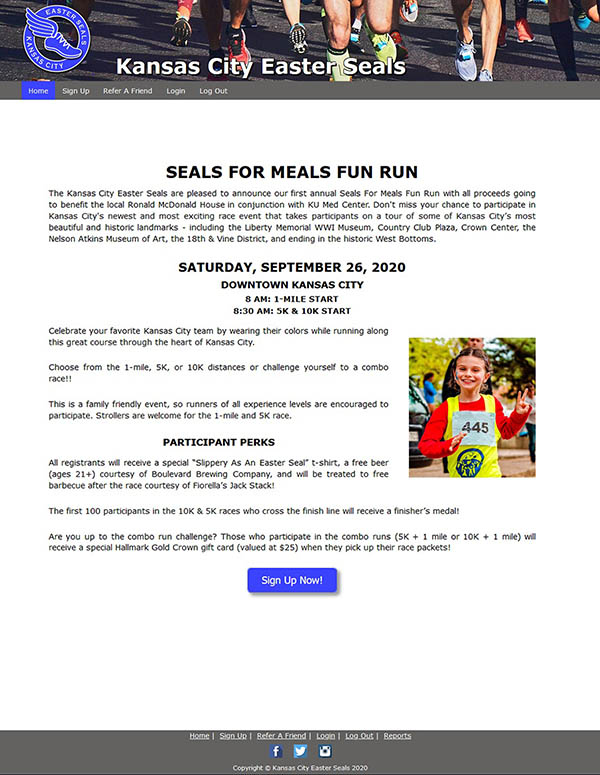 EASTER SEALS
KANSAS CITY
Kansas City Easter Seals
Home Sign Up Refer A Friend Login Log Out
SEALS FOR MEALS FUN RUN
The Kansas City Easter Seals are pleased to announce our first annual Seals For Meals Fun Run with all proceeds going
to benefit the local Ronald McDonald House in conjunction with KU Med Center. Don't miss your chance to participate in
Kansas City's newest and most exciting race event that takes participants on a tour of some of Kansas City's most
beautiful and historic landmarks - including the Liberty Memorial WWI Museum, Country Club Plaza, Crown Center, the
Nelson Atkins Museum of Art, the 18th & Vine District, and ending in the historic West Bottoms.
SATURDAY, SEPTEMBER 26, 2020
DOWNTOWN KANSAS CITY
8 AM: 1-MILE START
8:30 AM: 5K & 10K START
Celebrate your favorite Kansas City team by wearing their colors while running along
this great course through the heart of Kansas City.
Choose from the 1-mile, 5K, or 10K distances or challenge yourself to a combo
race!!
This is a family friendly event, so runners of all experience levels are encouraged to
participate. Strollers are welcome for the 1-mile and 5K race.
445
PARTICIPANT PERKS
All registrants will receive a special “Slippery As An Easter Seal” t-shirt, a free beer
(ages 21+) courtesy of Boulevard Brewing Company, and will be treated to free
barbecue after the race courtesy of Fiorella's Jack Stack!
The first 100 participants in the 10K & 5K races who cross the finish line will receive a finisher's medal!
Are you up to the combo run challenge? Those who participate in the combo runs (5K + 1 mile or 10K + 1 mile) will
receive a special Hallmark Gold Crown gift card (valued at $25) when they pick up their race packets!
Sign Up Now!
Home | Sign Up | Refer A Friend | Login | Log Out | Reports
Copyright © Kansas City Easter Seals 2020